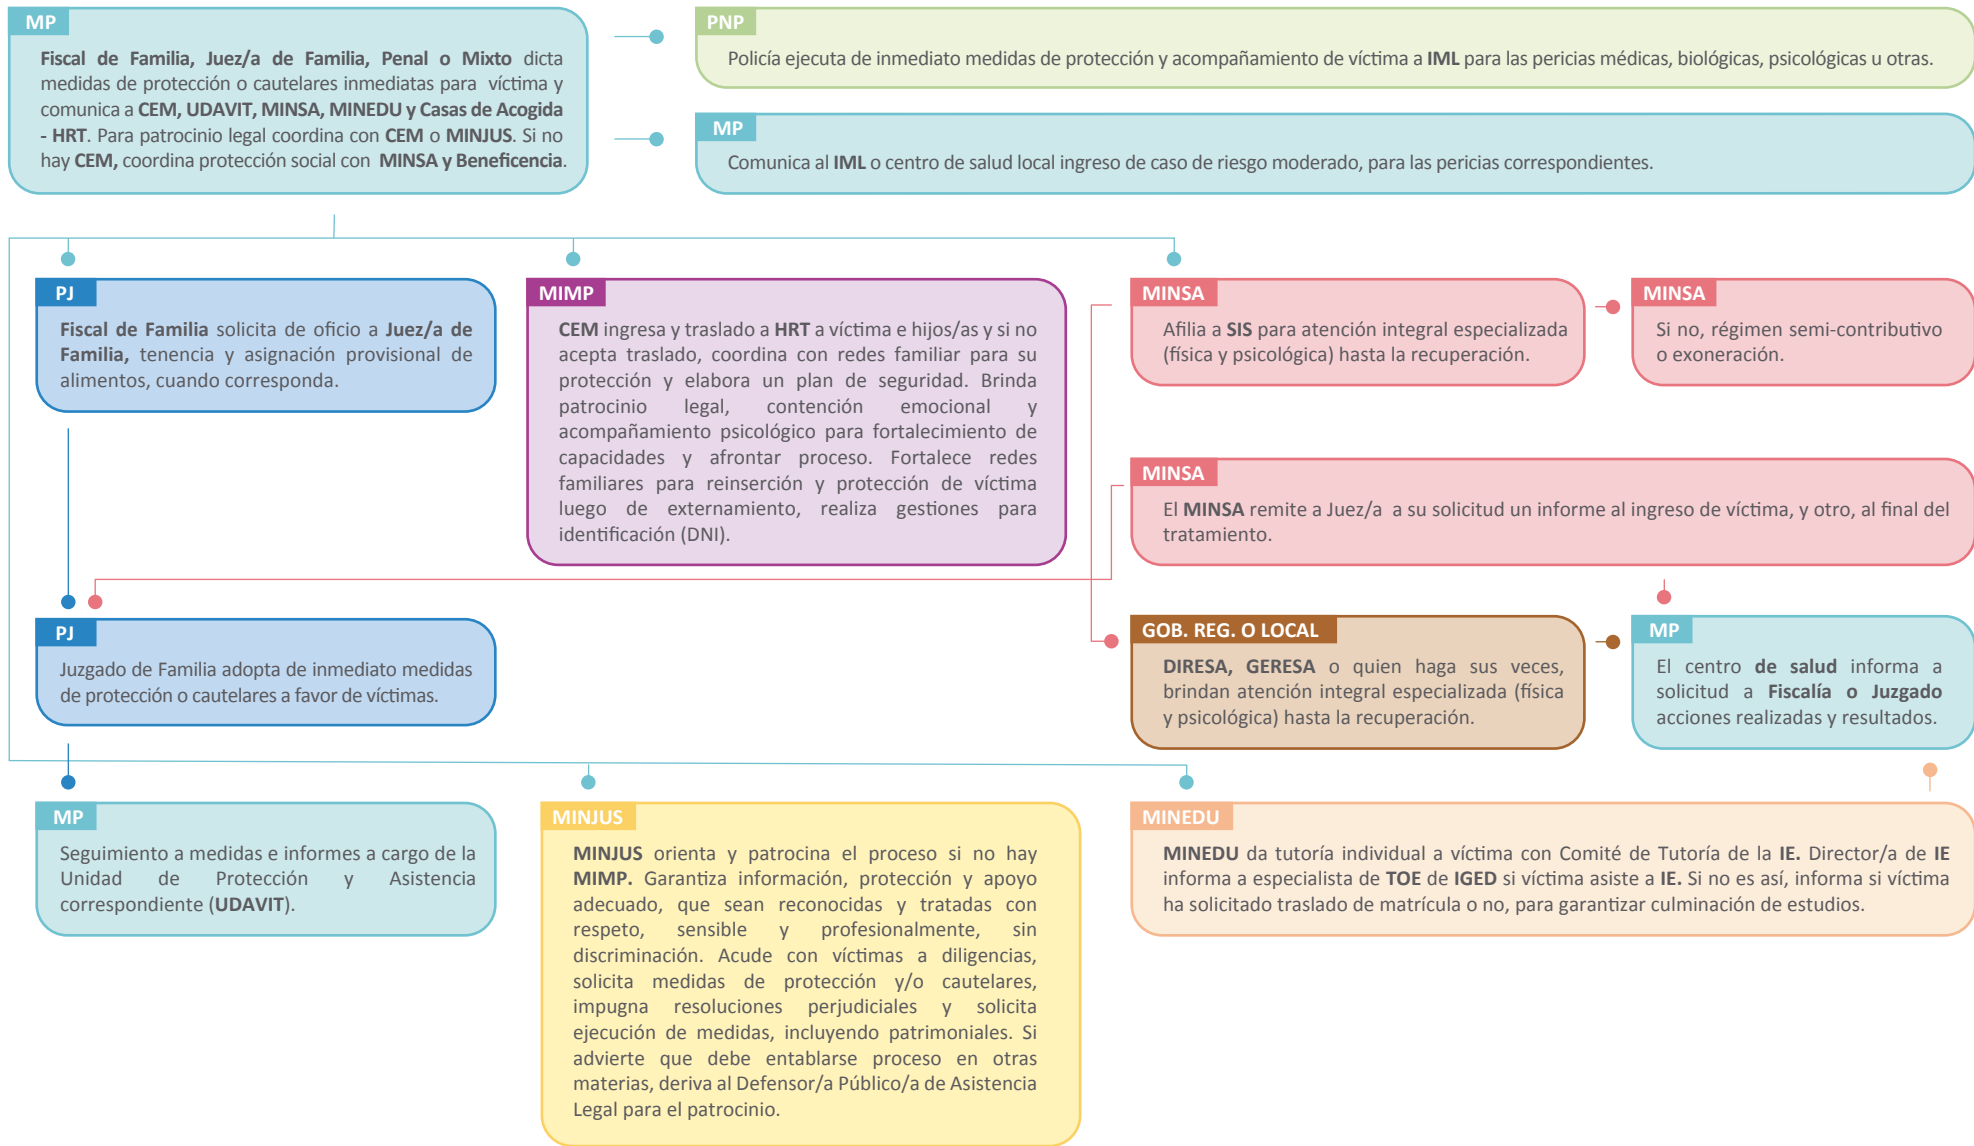 MP
Fiscal de Familia, Juez/a de Familia, Penal o Mixto dicta
medidas de protección o cautelares inmediatas para víctima y
comunica a CEM, UDAVIT, MINSA, MINEDU y Casas de Acogida
- HRT. Para patrocinio legal coordina con CEM o MINJUS. Si no
hay CEM, coordina protección social con MINSA y Beneficencia.
PNP
Policía ejecuta de inmediato medidas de protección y acompañamiento de víctima a IML para las pericias médicas, biológicas, psicológicas u otras.
MP
Comunica al IML o centro de salud local ingreso de caso de riesgo moderado, para las pericias correspondientes.
PJ
Fiscal de Familia solicita de oficio a Juez/a de
Familia, tenencia y asignación provisional de
alimentos, cuando corresponda.
MIMP
CEM ingresa y traslado a HRT a víctima e hijos/as y si no
acepta traslado, coordina con redes familiar para su
protección y elabora un plan de seguridad. Brinda
patrocinio legal, contención emocional y
acompañamiento psicológico para fortalecimiento de
capacidades y afrontar proceso. Fortalece redes
familiares para reinserción y protección de víctima
luego de externamiento, realiza gestiones para
identificación (DNI).
MINSA
Afilia a SIS para atención integral especializada
(física y psicológica) hasta la recuperación.
MINSA
Si no, régimen semi-contributivo
o exoneración.
MINSA
El MINSA remite a Juez/a a su solicitud un informe al ingreso de víctima, y otro, al final del
tratamiento.
PJ
Juzgado de Familia adopta de inmediato medidas
de protección o cautelares a favor de víctimas.
GOB. REG. O LOCAL
DIRESA, GERESA o quien haga sus veces,
brindan atención integral especializada (física
y psicológica) hasta la recuperación.
MP
El centro de salud informa a
solicitud a Fiscalía o Juzgado
acciones realizadas y resultados.
MP
Seguimiento a medidas e informes a cargo de la
Unidad de Protección y Asistencia
correspondiente (UDAVIT).
MINJUS
MINJUS orienta y patrocina el proceso si no hay
MIMP. Garantiza información, protección y apoyo
adecuado, que sean reconocidas y tratadas con
respeto, sensible y profesionalmente, sin
discriminación. Acude con víctimas a diligencias,
solicita medidas de protección y/o cautelares,
impugna resoluciones perjudiciales y solicita
ejecución de medidas, incluyendo patrimoniales. Si
advierte que debe entablarse proceso en otras
materias, deriva al Defensor/a Público/a de Asistencia
Legal para el patrocinio.
MINEDU
MINEDU da tutoría individual a víctima con Comité de Tutoría de la IE. Director/a de IE
informa a especialista de TOE de IGED si víctima asiste a IE. Si no es así, informa si víctima
ha solicitado traslado de matrícula o no, para garantizar culminación de estudios.